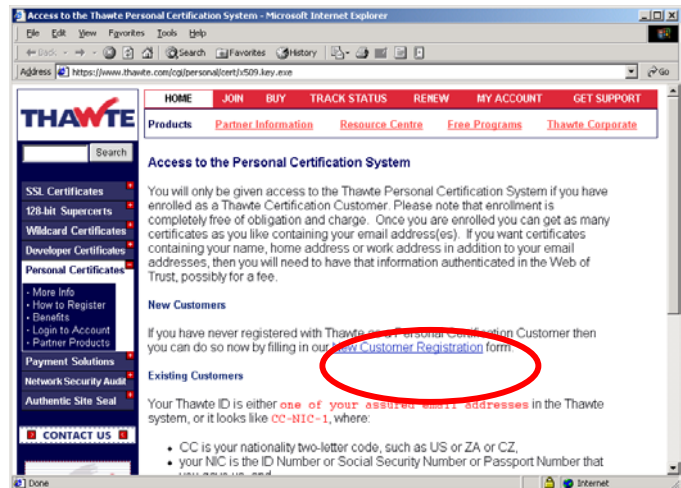 Access to the Thawte Personal Certification System - Microsoft Internet Explorer
File Edit View Favorites Tools Help
Back Search Favorites History
Address https://www.thawte.com/cgi/personal/cert/x509.key.exe Go
THAWTE
HOME JOIN BUY TRACK STATUS RENEW MY ACCOUNT GET SUPPORT
Products Partner Information Resource Centre Free Programs Thawte Corporate
Search
SSL Certificates
128-bit Supercerts
Wildcard Certificates
Developer Certificates
Personal Certificates
- More Info
- How to Register
- Benefits
- Login to Account
- Partner Products
Payment Solutions
Network Security Audit
Authentic Site Seal
CONTACT US
Access to the Personal Certification System
You will only be given access to the Thawte Personal Certification System if you have
enrolled as a Thawte Certification Customer. Please note that enrollment is
completely free of obligation and charge. Once you are enrolled you can get as many
certificates as you like containing your email address(es). If you want certificates
containing your name, home address or work address in addition to your email
addresses, then you will need to have that information authenticated in the Web of
Trust, possibly for a fee.
New Customers
If you have never registered with Thawte as a Personal Certification Customer then
you can do so now by filling in our New Customer Registration form.
Existing Customers
Your Thawte ID is either one of your assured email addresses in the Thawte
system, or it looks like CC-NIC-1, where:
• CC is your nationality two-letter code, such as US or ZA or CZ,
• your NIC is the ID Number or Social Security Number or Passport Number that
you gave us, and
Done Internet